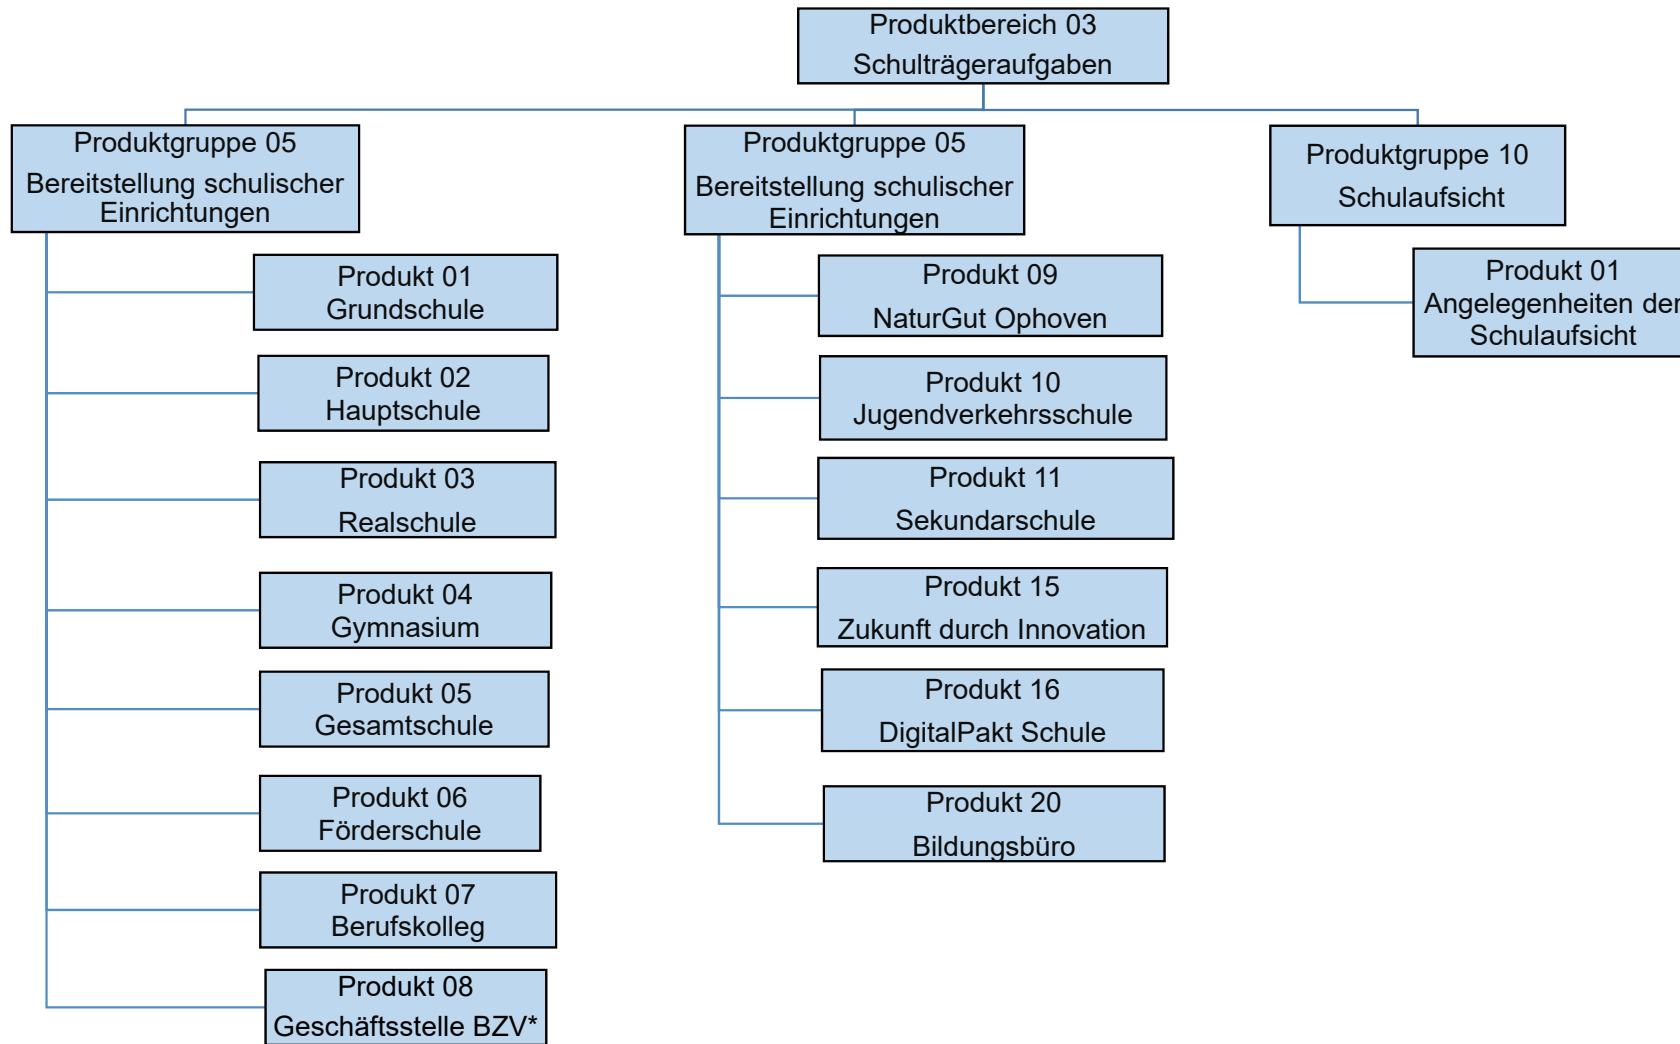 Produktbereich 03
Schulträgeraufgaben
Produktgruppe 05
Bereitstellung schulischer
Einrichtungen
Produkt 01
Grundschule
Produkt 02
Hauptschule
Produkt 03
Realschule
Produkt 04
Gymnasium
Produkt 05
Gesamtschule
Produkt 06
Förderschule
Produkt 07
Berufskolleg
Produkt 08
Geschäftsstelle BZV*
Produktgruppe 05
Bereitstellung schulischer
Einrichtungen
Produkt 09
NaturGut Ophoven
Produkt 10
Jugendverkehrsschule
Produkt 11
Sekundarschule
Produkt 15
Zukunft durch Innovation
Produkt 16
DigitalPakt Schule
Produkt 20
Bildungsbüro
Produktgruppe 10
Schulaufsicht
Produkt 01
Angelegenheiten der
Schulaufsicht